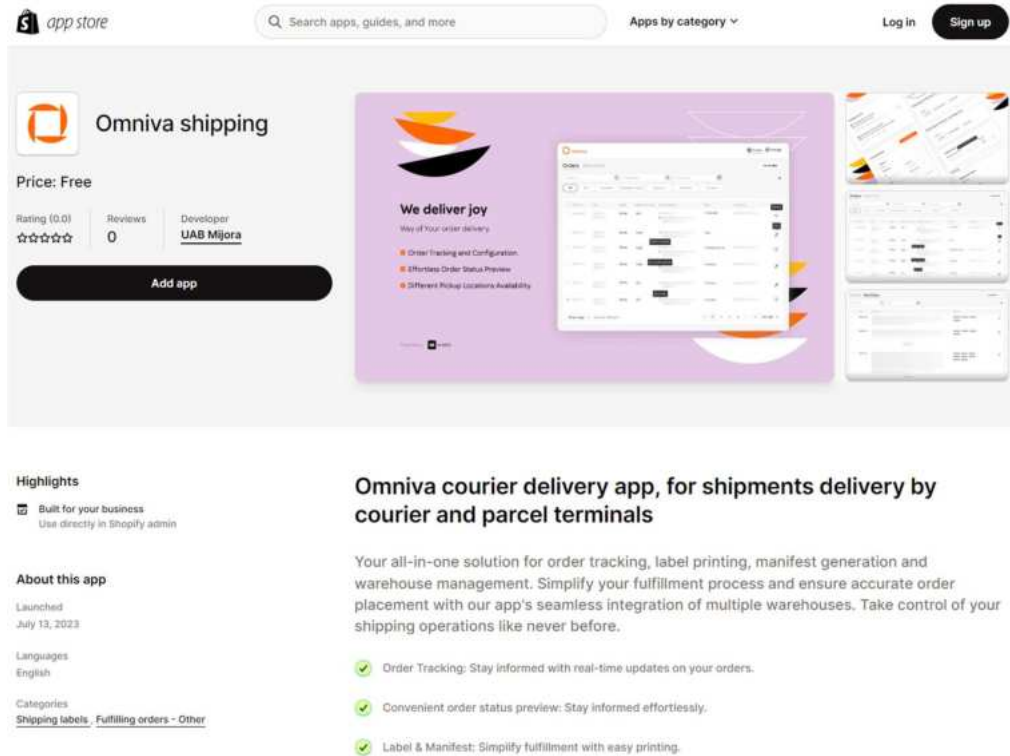 app store
Search apps, guides, and more
Apps by category
Log in
Sign up
Omniva shipping
Price: Free
Rating (0.0)
Reviews
0
Developer
UAB Mijora
Add app
We deliver joy
Way of Your order delivery
Order Tracking and Configuration
Effortless Order Status Preview
Different Pickup Locations Availability
Orders
Highlights
Built for your business
Use directly in Shopify admin
About this app
Launched
July 13, 2023
Languages
English
Categories
Shipping labels , Fulfilling orders - Other
Omniva courier delivery app, for shipments delivery by
courier and parcel terminals
Your all-in-one solution for order tracking, label printing, manifest generation and
warehouse management. Simplify your fulfillment process and ensure accurate order
placement with our app's seamless integration of multiple warehouses. Take control of your
shipping operations like never before.
Order Tracking: Stay informed with real-time updates on your orders.
Convenient order status preview: Stay informed effortlessly.
Label & Manifest: Simplify fulfillment with easy printing.